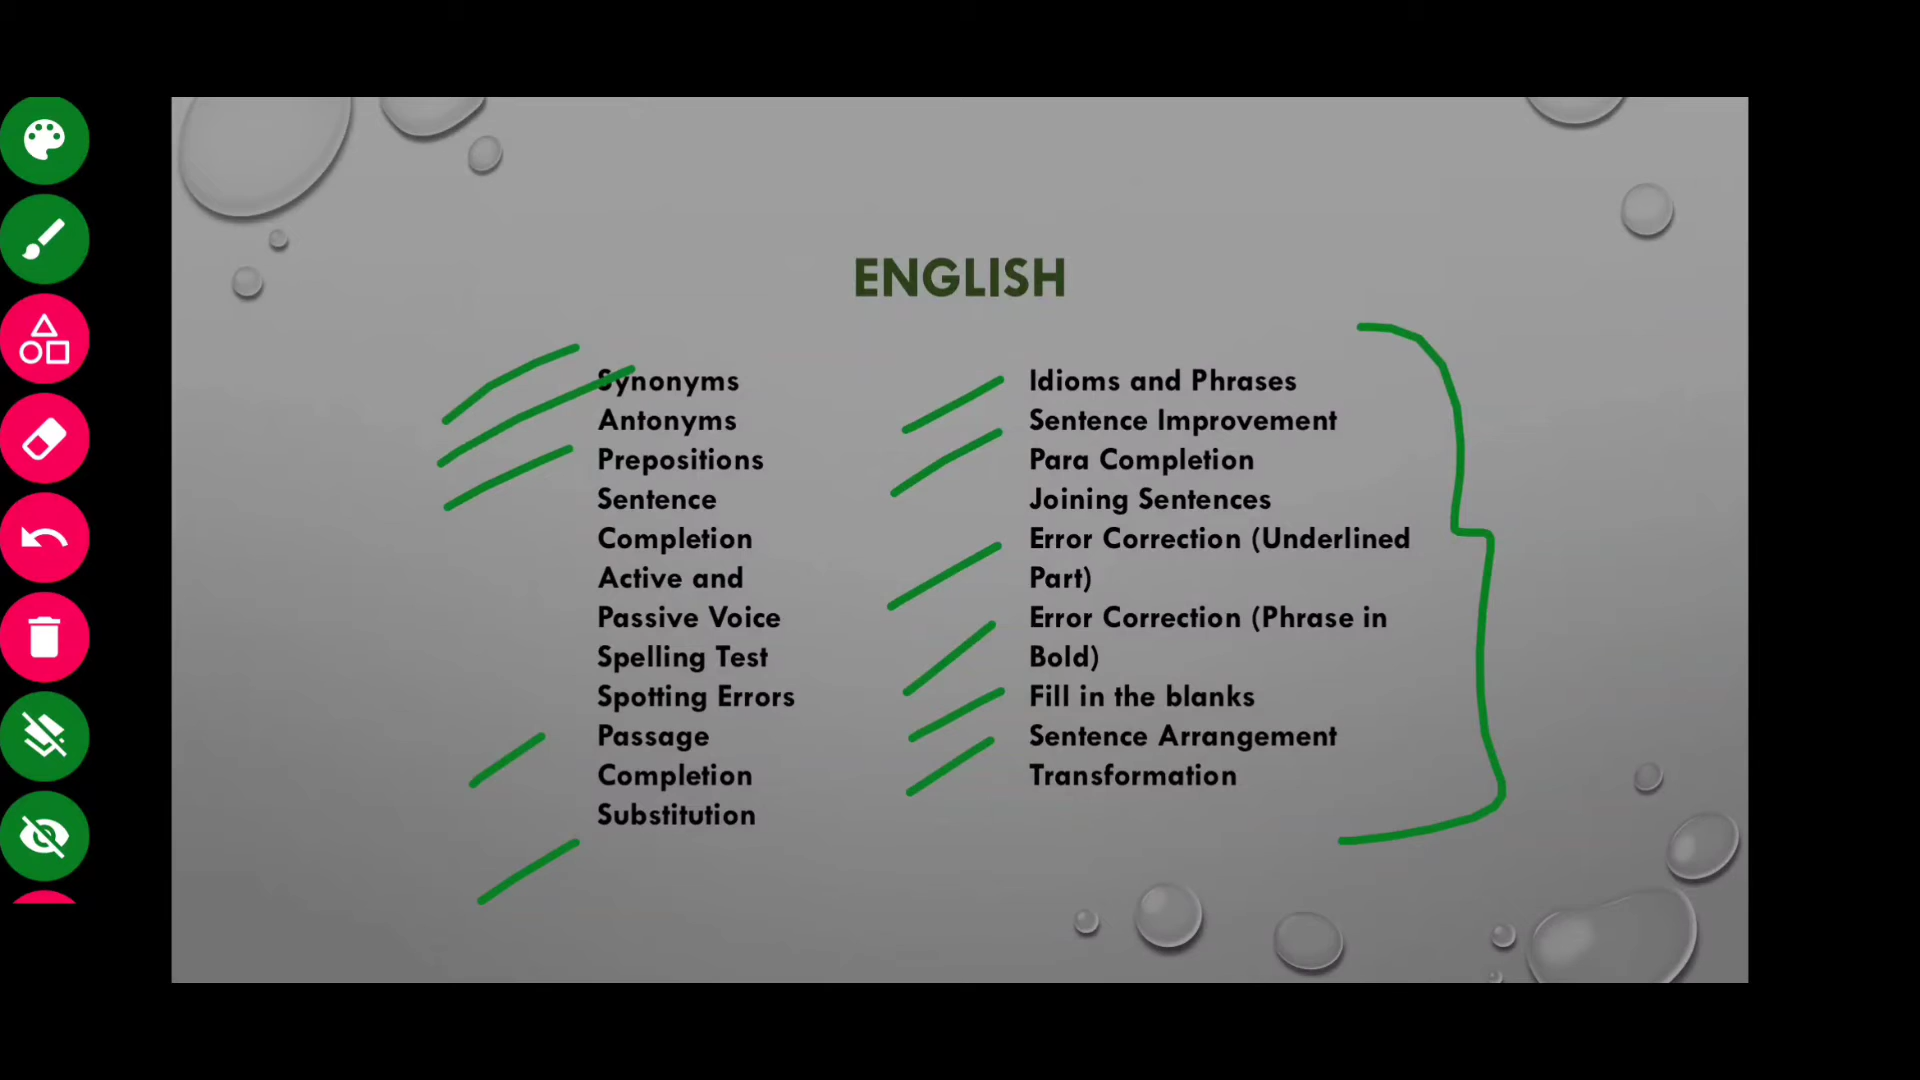 ENGLISH
Synonyms
Antonyms
Prepositions
Sentence
Completion
Active and
Passive Voice
Spelling Test
Spotting Errors
Passage
Completion
Substitution
Idioms and Phrases
Sentence Improvement
Para Completion
Joining Sentences
Error Correction (Underlined
Part)
Error Correction (Phrase in
Bold)
Fill in the blanks
Sentence Arrangement
Transformation